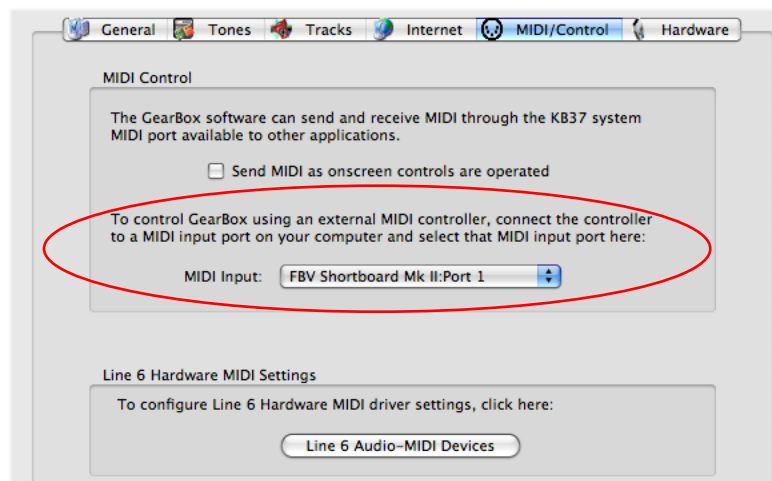 General Tones Tracks Internet MIDI/Control Hardware
MIDI Control
The GearBox software can send and receive MIDI through the KB37 system
MIDI port available to other applications.
Send MIDI as onscreen controls are operated
To control GearBox using an external MIDI controller, connect the controller
to a MIDI input port on your computer and select that MIDI input port here:
MIDI Input: FBV Shortboard Mk II:Port 1
Line 6 Hardware MIDI Settings
To configure Line 6 Hardware MIDI driver settings, click here:
Line 6 Audio-MIDI Devices